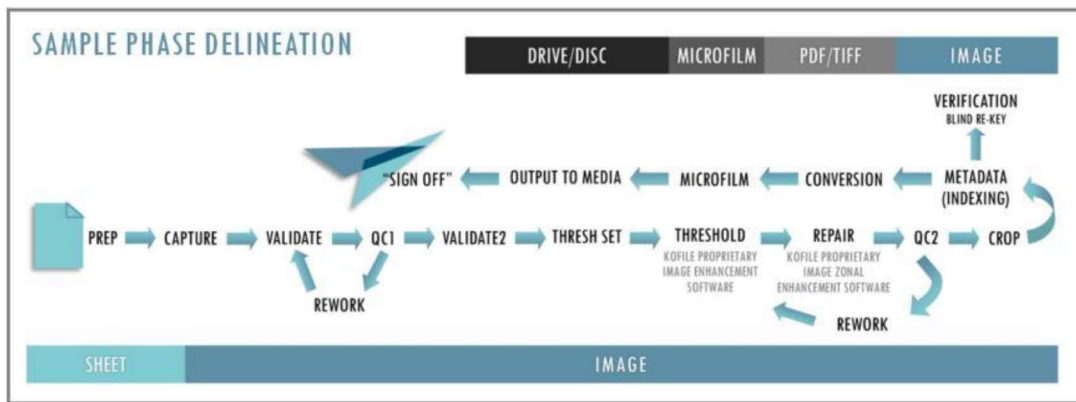 SAMPLE PHASE DELINEATION
DRIVE/DISC MICROFILM PDF/TIFF IMAGE
VERIFICATION
BLIND RE-KEY
"SIGN OFF" OUTPUT TO MEDIA MICROFILM CONVERSION METADATA
(INDEXING)
PREP CAPTURE VALIDATE QC1 VALIDATE2 THRESH SET THRESHOLD REPAIR QC2 CROP
KOFILE PROPRIETARY
IMAGE ENHANCEMENT
SOFTWARE
KOFILE PROPRIETARY
IMAGE ZONAL
ENHANCEMENT SOFTWARE
REWORK
REWORK
SHEET IMAGE